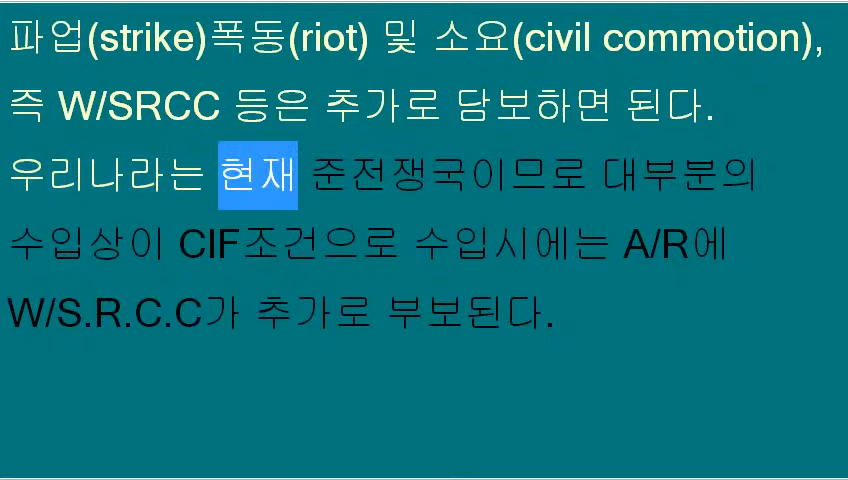 파업(strike)폭동(riot) 및 소요(civil commotion),
즉 W/SRCC 등은 추가로 담보하면 된다.
우리나라는 현재 준전쟁국이므로 대부분의
수입상이 CIF조건으로 수입시에는 A/R에
W/S.R.C.C가 추가로 부보된다.